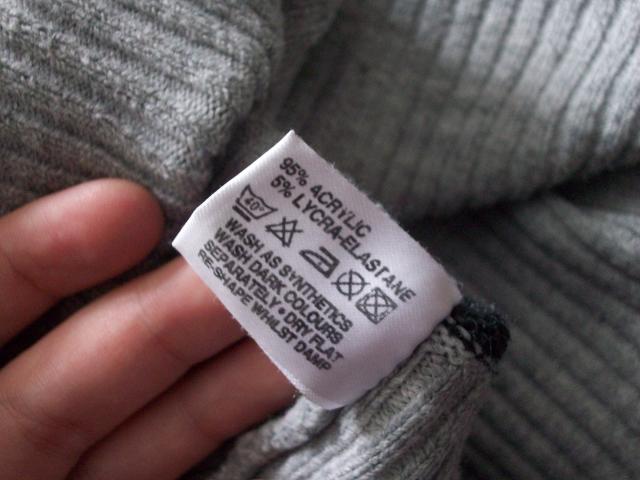 95% ACRYLIC
5% LYCRA-ELASTANE
40°
WASH AS SYNTHETICS
WASH DARK COLOURS
SEPARATELY • DRY FLAT
RE-SHAPE WHILST DAMP